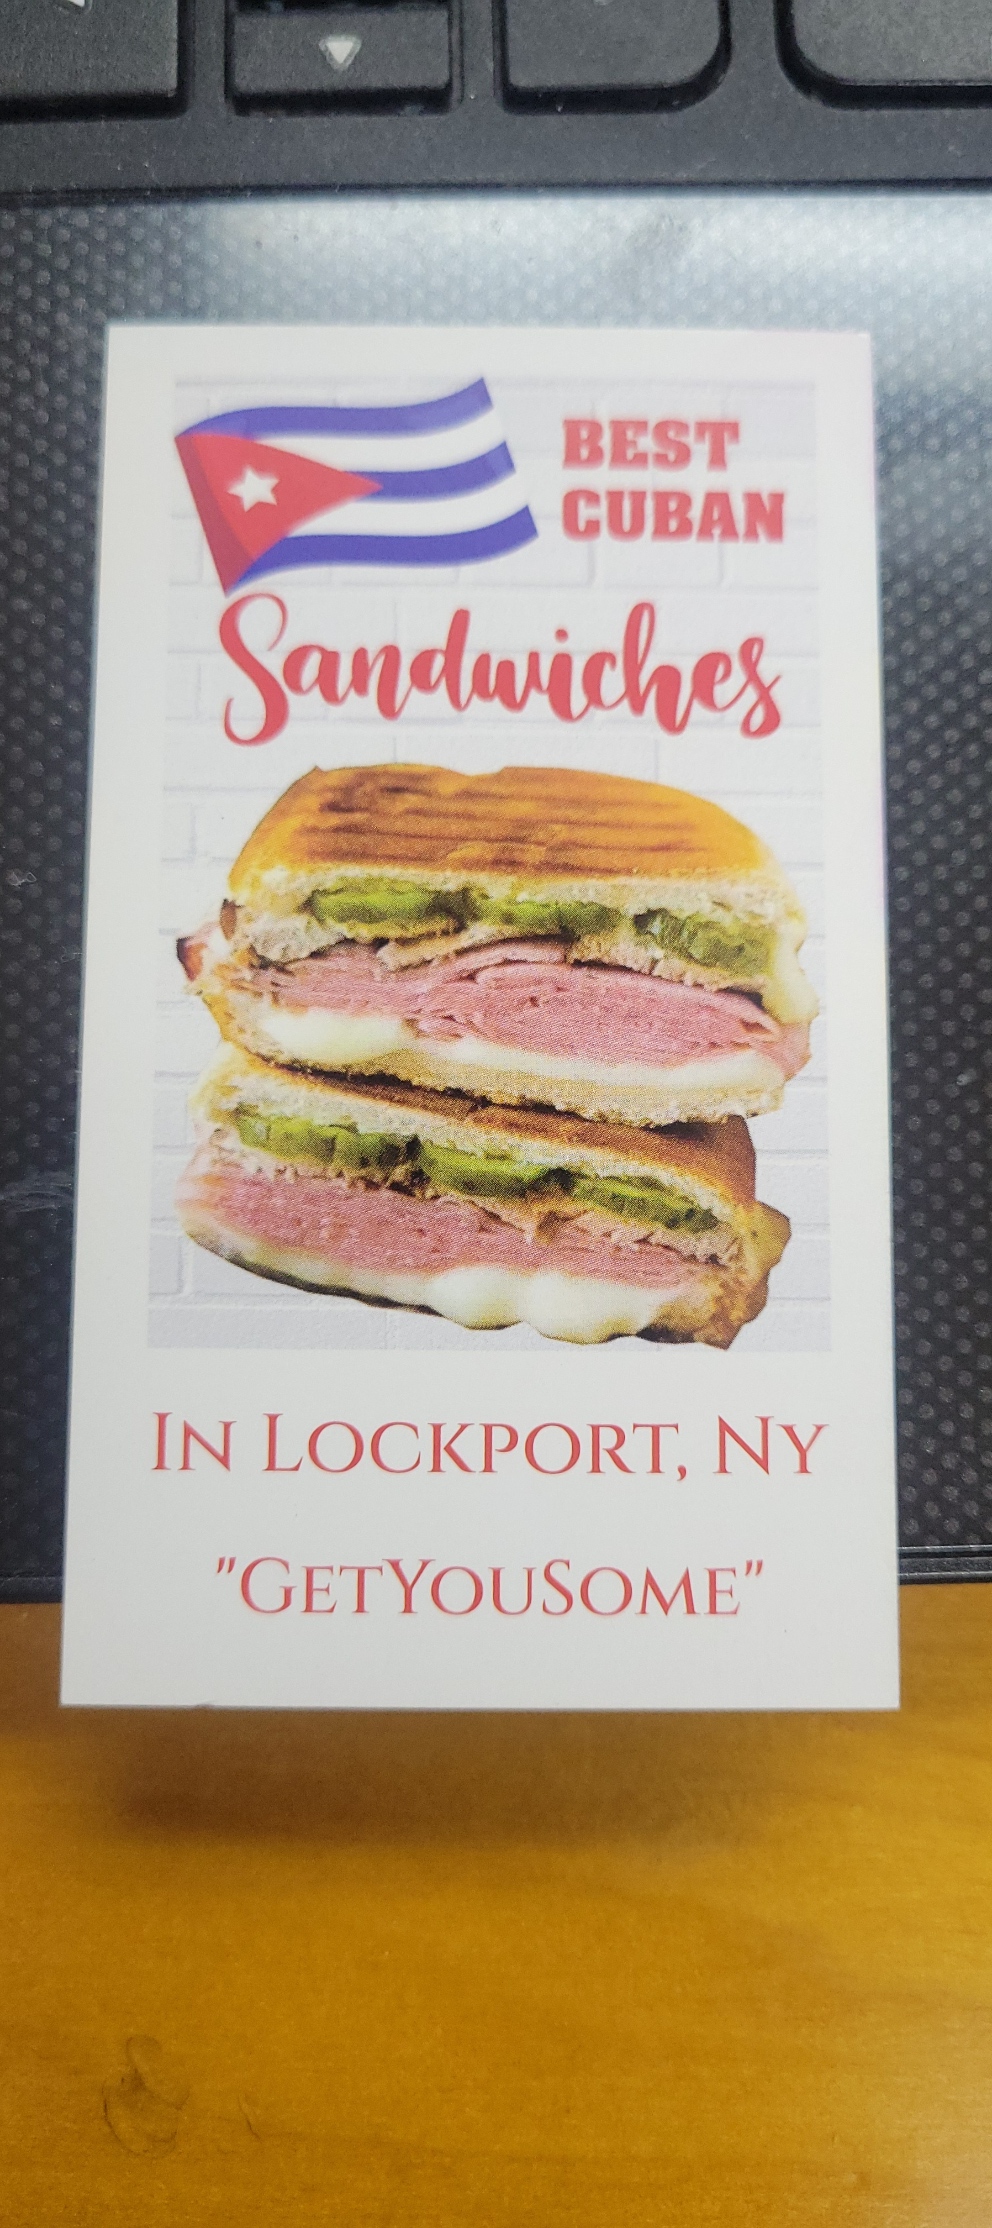 BEST
CUBAN
Sandwiches
IN LOCKPORT, NY
"GETYOUSOME"